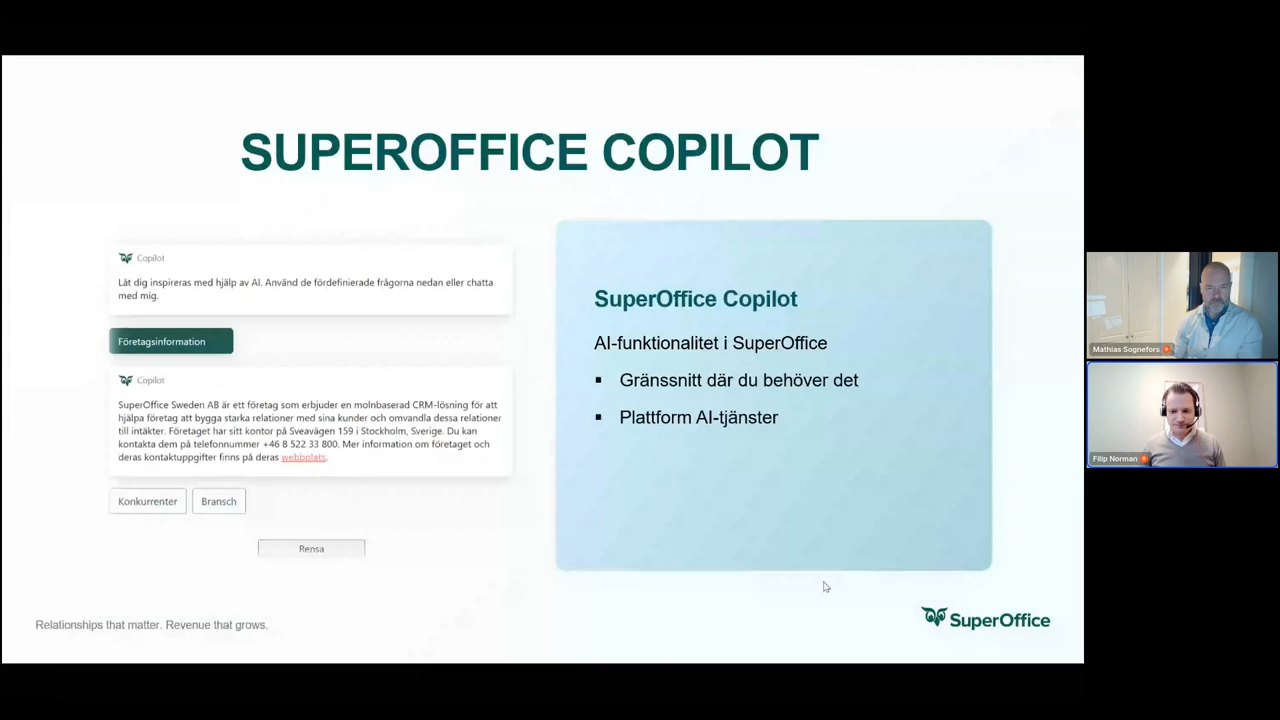 SUPEROFFICE COPILOT
Copilot
Låt dig inspireras med hjälp av AI. Använd de fördefinierade frågorna nedan eller chatta
med mig.
Företagsinformation
Copilot
SuperOffice Sweden AB är ett företag som erbjuder en molnbaserad CRM-lösning för att
hjälpa företag att bygga starka relationer med sina kunder och omvandla dessa relationer
till intäkter. Företaget har sitt kontor på Sveavägen 159 i Stockholm, Sverige. Du kan
kontakta dem på telefonnummer +46 8 522 33 800. Mer information om företaget och
deras kontaktuppgifter finns på deras webbplats.
Konkurrenter
Bransch
Rensa
SuperOffice Copilot
AI-funktionalitet i SuperOffice
▪ Gränssnitt där du behöver det
▪ Plattform AI-tjänster
Relationships that matter. Revenue that grows.
SuperOffice
Mathias Sognefors
Filip Norman